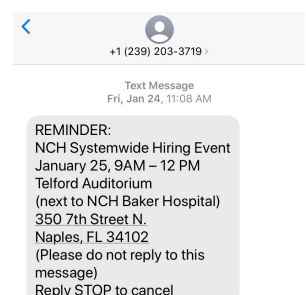 +1 (239) 203-3719 >
Text Message
Fri, Jan 24, 11:08 AM
REMINDER:
NCH Systemwide Hiring Event
January 25, 9AM – 12 PM
Telford Auditorium
(next to NCH Baker Hospital)
350 7th Street N.
Naples, FL 34102
(Please do not reply to this
message)
Reply STOP to cancel